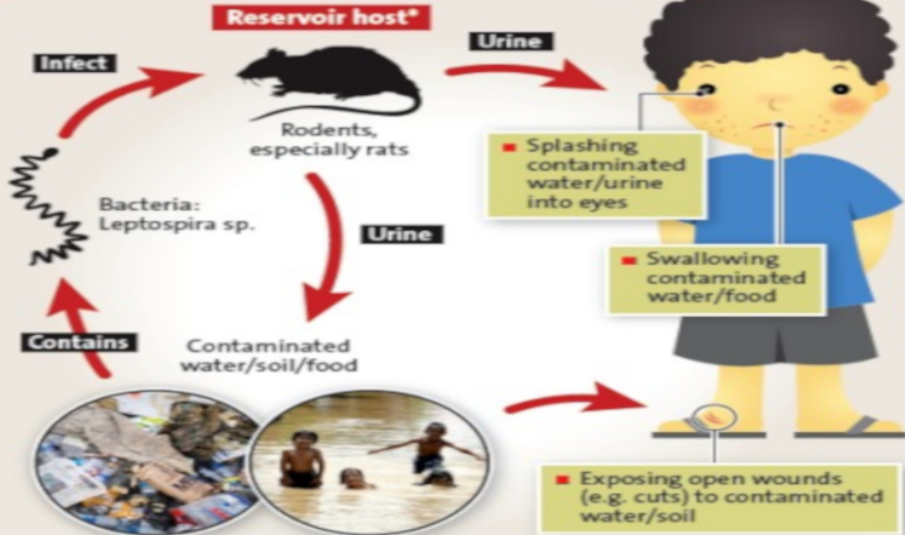 Reservoir host*
Infect
Urine
Rodents,
especially rats
Bacteria:
Leptospira sp.
Urine
Contains
Contaminated
water/soil/food
▪ Splashing
contaminated
water/urine
into eyes
▪ Swallowing
contaminated
water/food
▪ Exposing open wounds
(e.g. cuts) to contaminated
water/soil